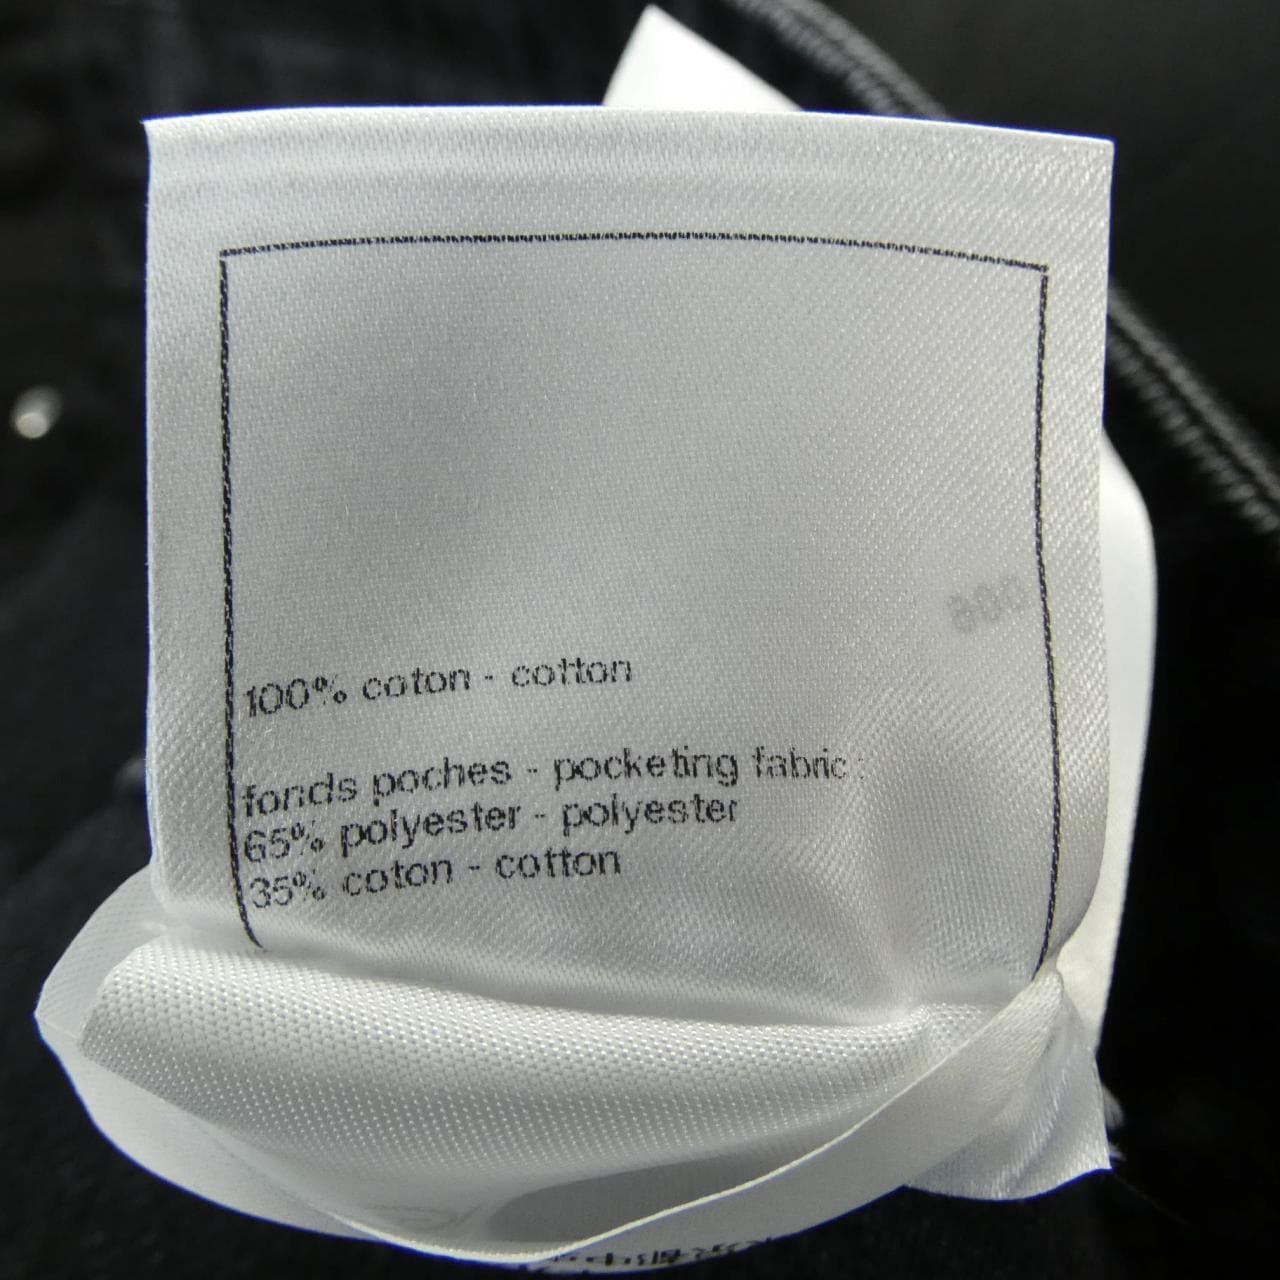 100% coton - cotton
fonds poches - pocketing fabric :
65% polyester - polyester
35% coton - cotton